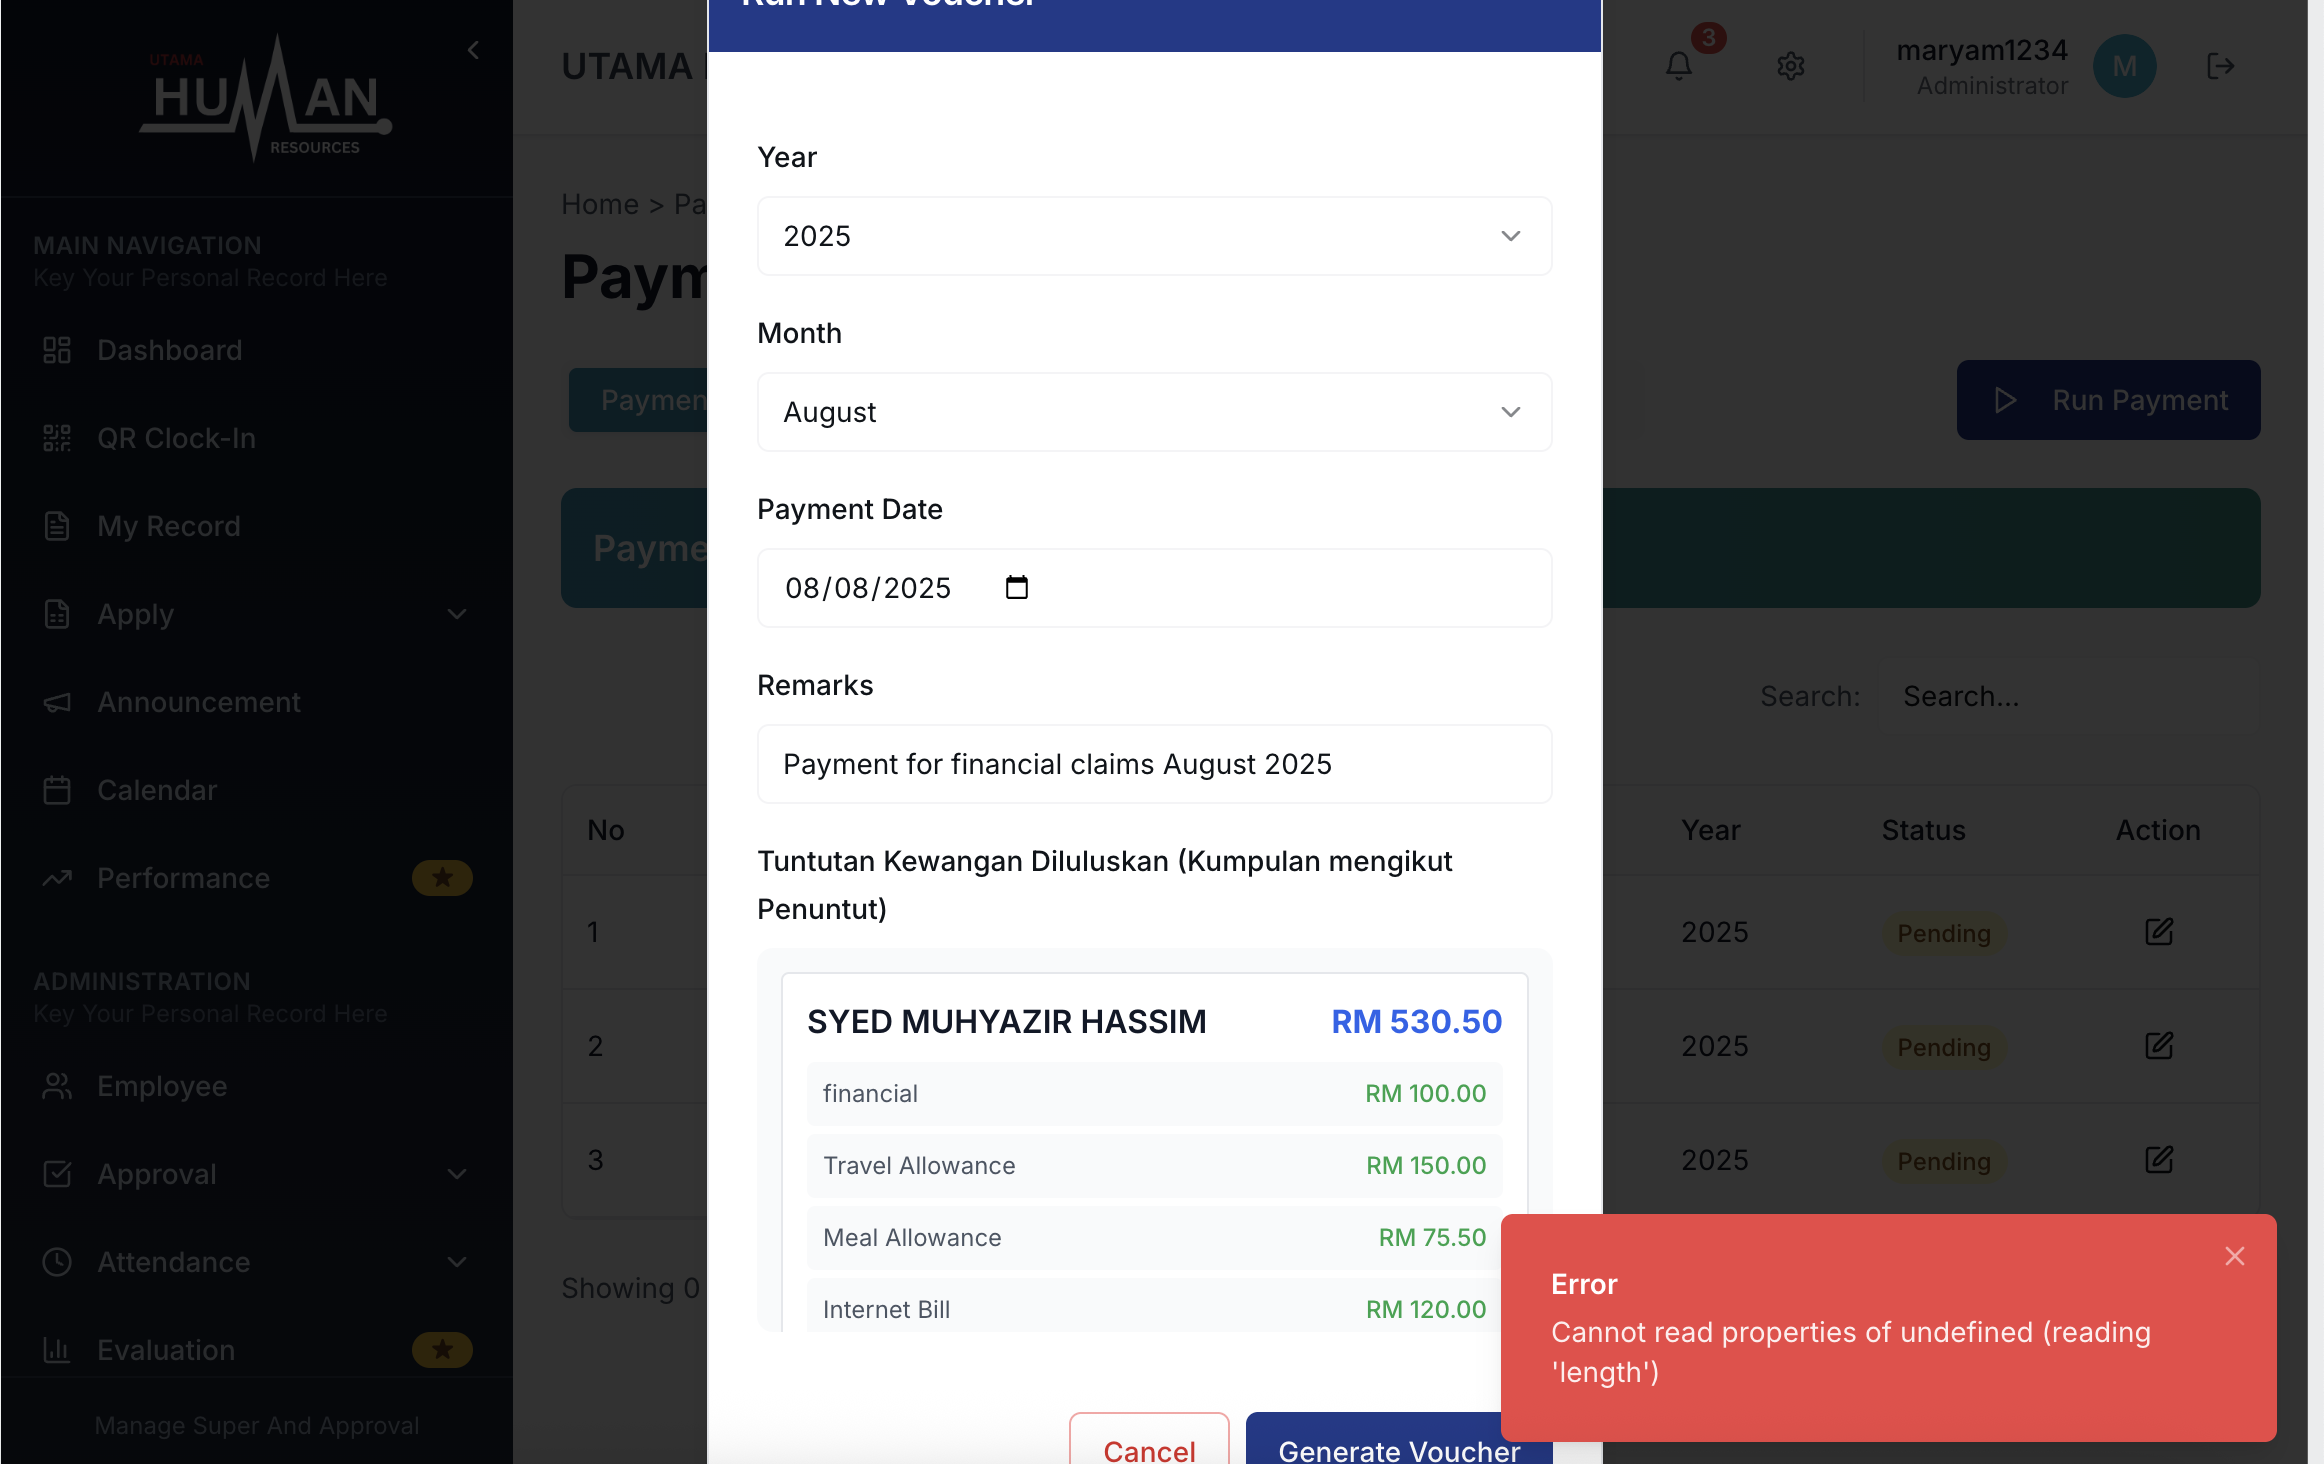 UTAMA
HUMAN
RESOURCES
MAIN NAVIGATION
Key Your Personal Record Here
Dashboard
QR Clock-In
My Record
Apply
Announcement
Calendar
Performance
ADMINISTRATION
Key Your Personal Record Here
Employee
Approval
Attendance
Evaluation
Manage Super And Approval
UTAMA
3
maryam1234
Administrator
M
Home > Pa
Paym
Paymen
Run Payment
Payme
Search:
Search...
No
Year
Status
Action
1
2025
Pending
2
2025
Pending
3
2025
Pending
Showing 0
Run New Voucher
Year
2025
Month
August
Payment Date
08/08/2025
Remarks
Payment for financial claims August 2025
Tuntutan Kewangan Diluluskan (Kumpulan mengikut
Penuntut)
SYED MUHYAZIR HASSIM
RM 530.50
financial
RM 100.00
Travel Allowance
RM 150.00
Meal Allowance
RM 75.50
Internet Bill
RM 120.00
Cancel
Generate Voucher
Error
Cannot read properties of undefined (reading
'length')